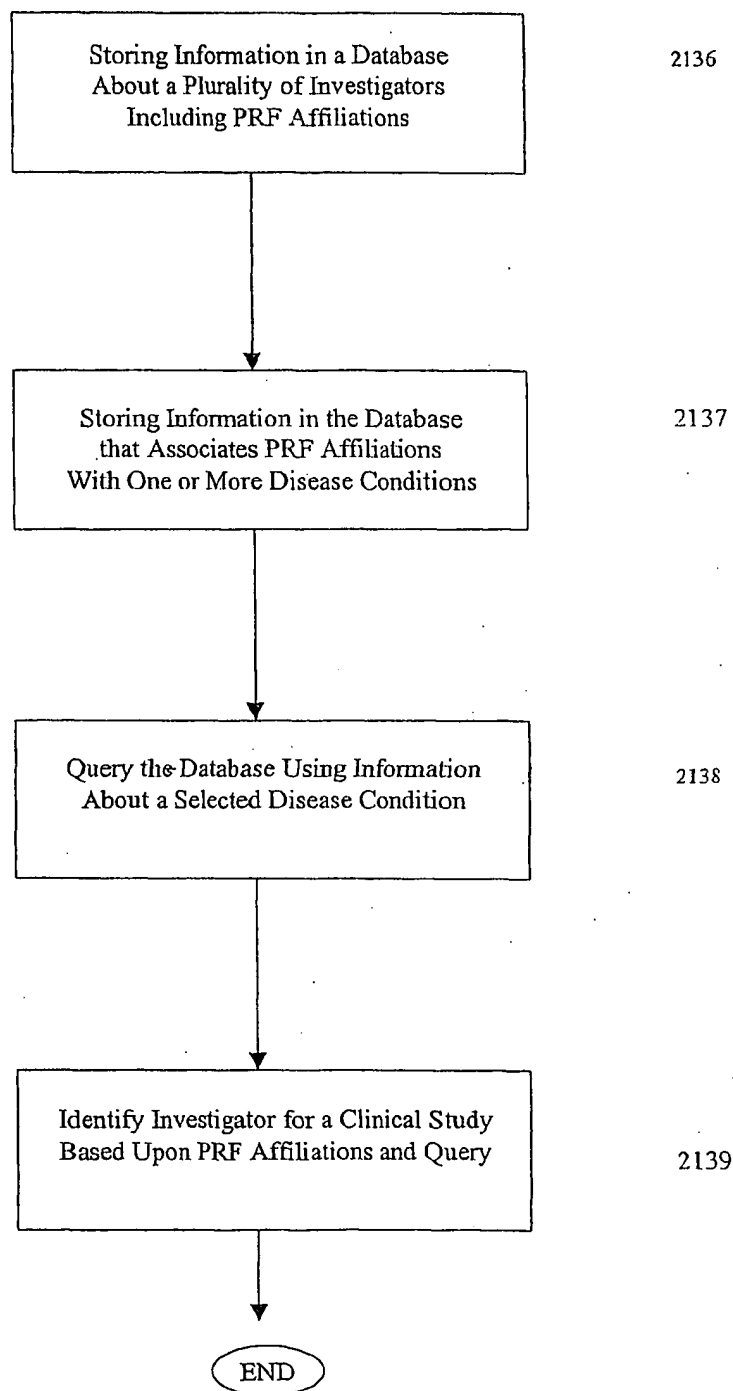 Storing Information in a Database
About a Plurality of Investigators
Including PRF Affiliations
2136
Storing Information in the Database
that Associates PRF Affiliations
With One or More Disease Conditions
2137
Query the Database Using Information
About a Selected Disease Condition
2138
Identify Investigator for a Clinical Study
Based Upon PRF Affiliations and Query
2139
END